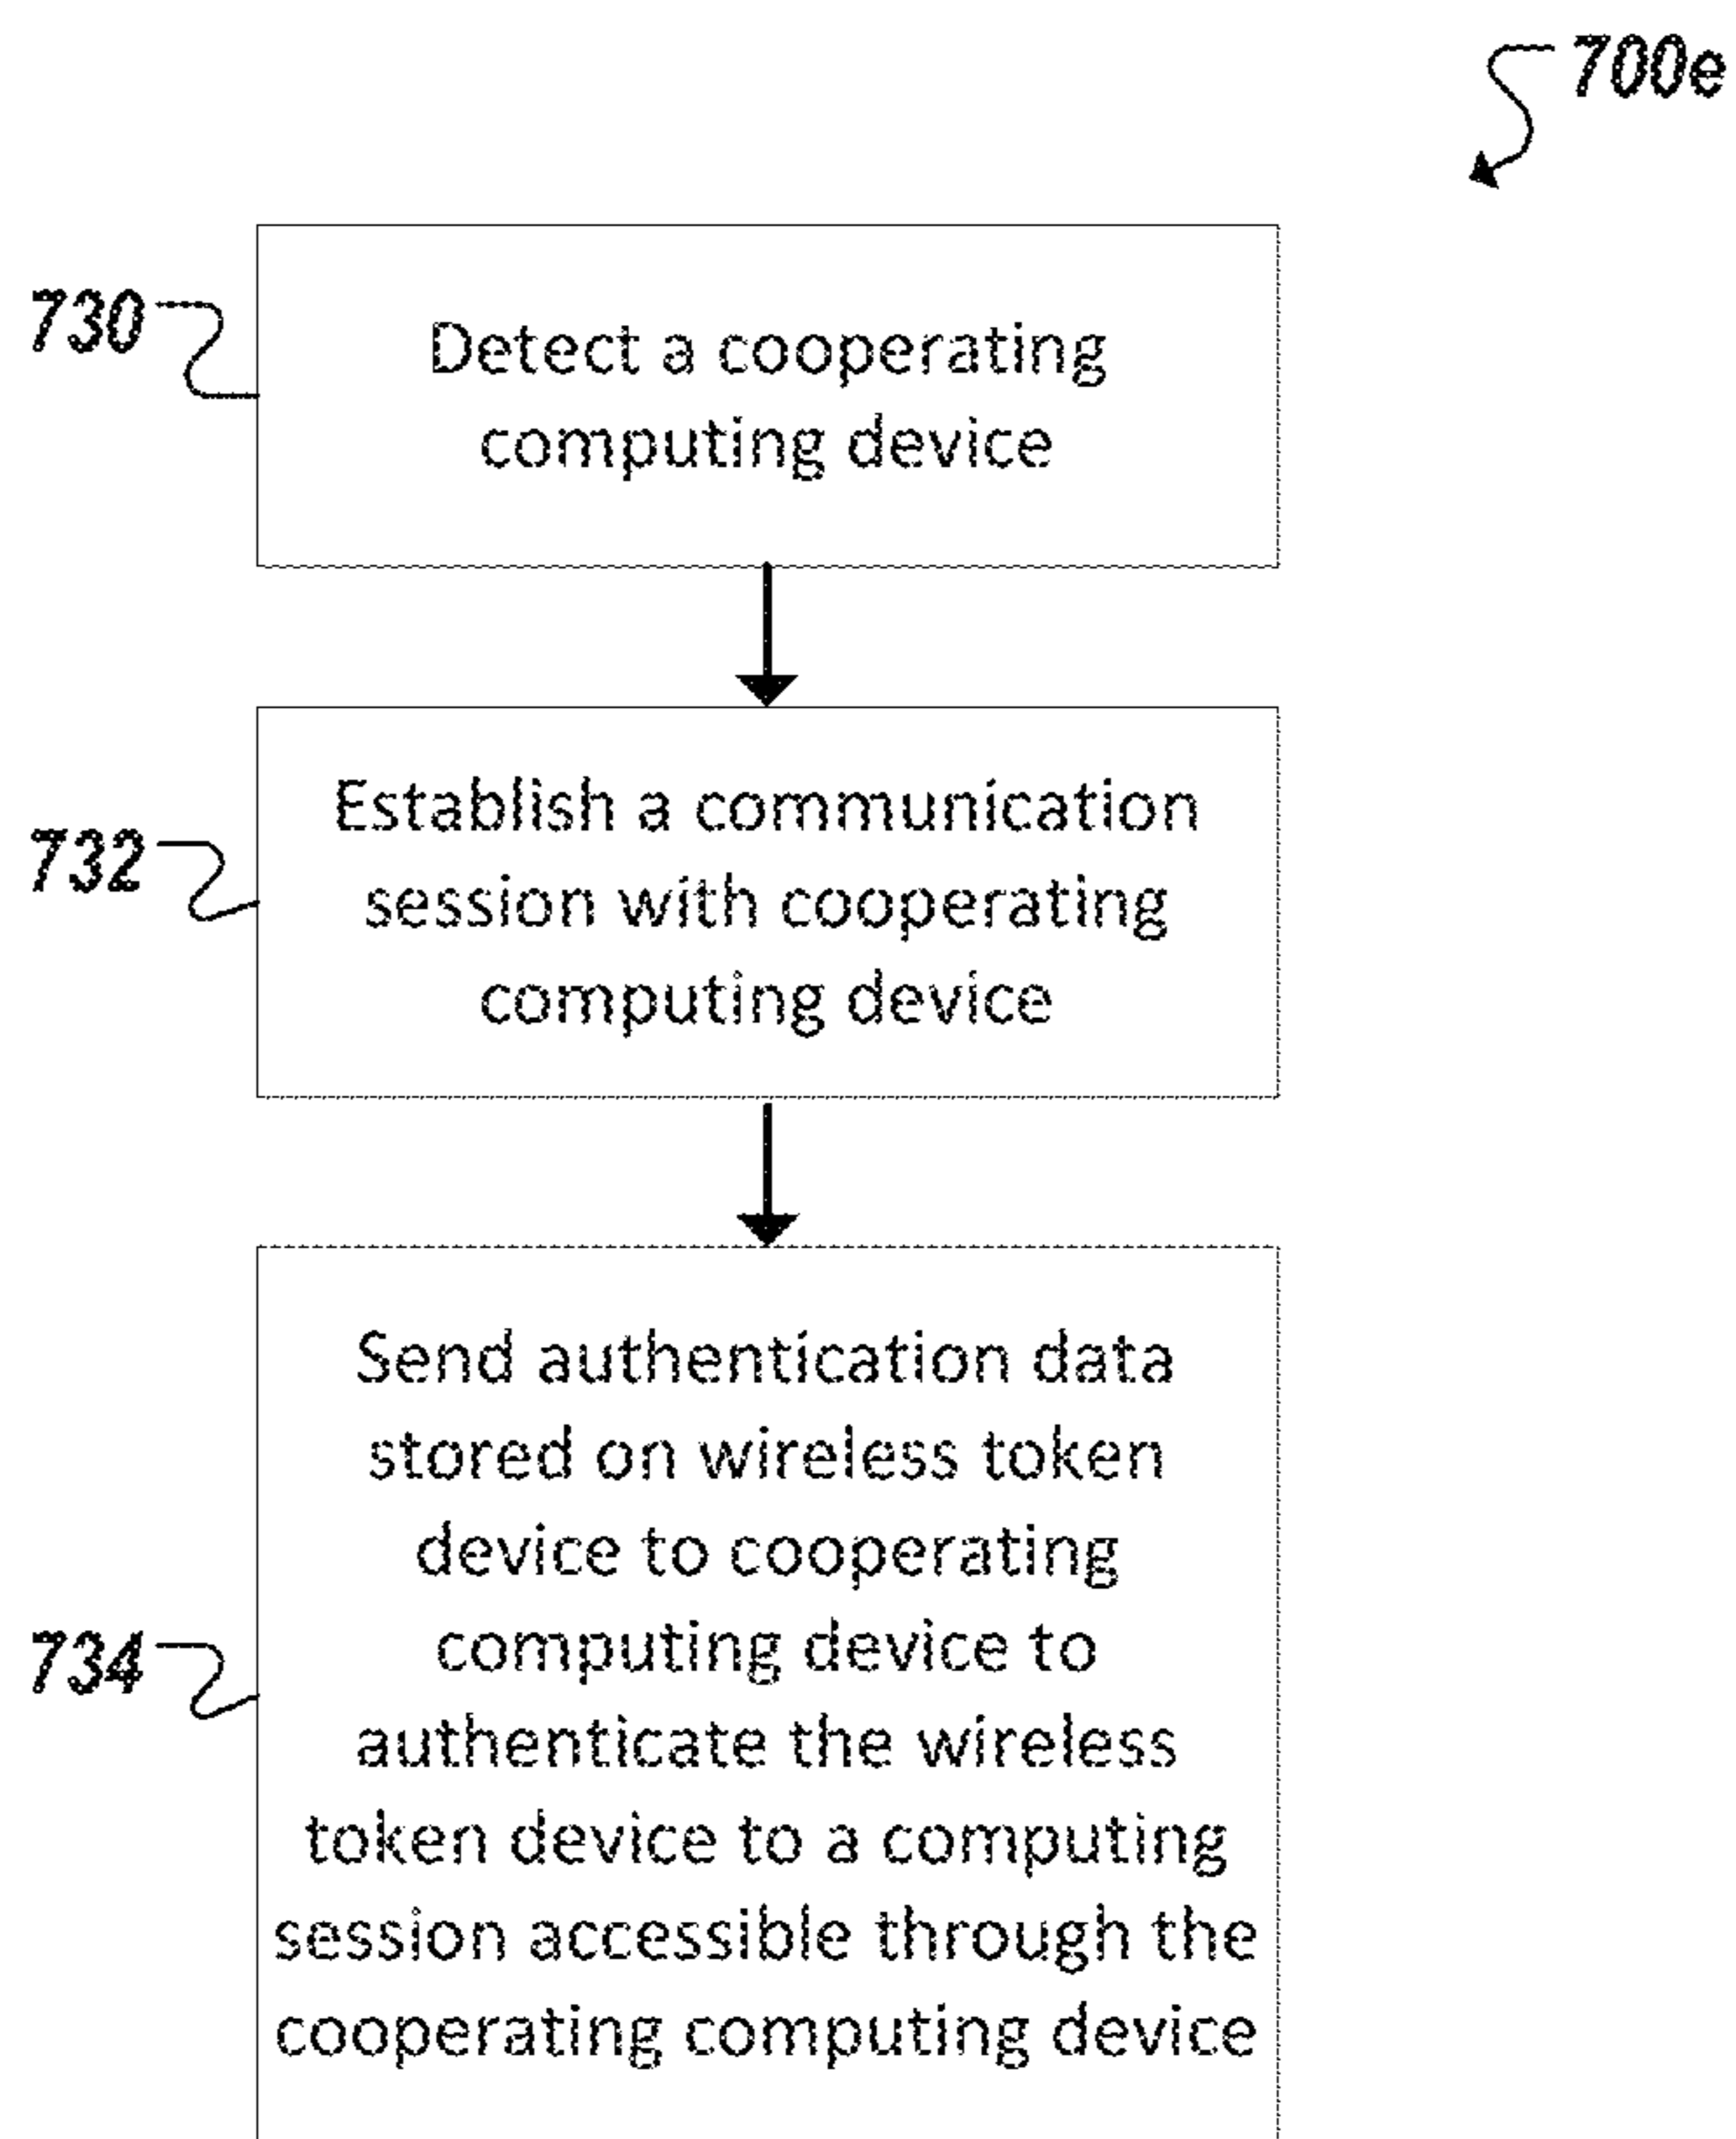 700e
730
Detect a cooperating
computing device
732
Establish a communication
session with cooperating
computing device
734
Send authentication data
stored on wireless token
device to cooperating
computing device to
authenticate the wireless
token device to a computing
session accessible through the
cooperating computing device